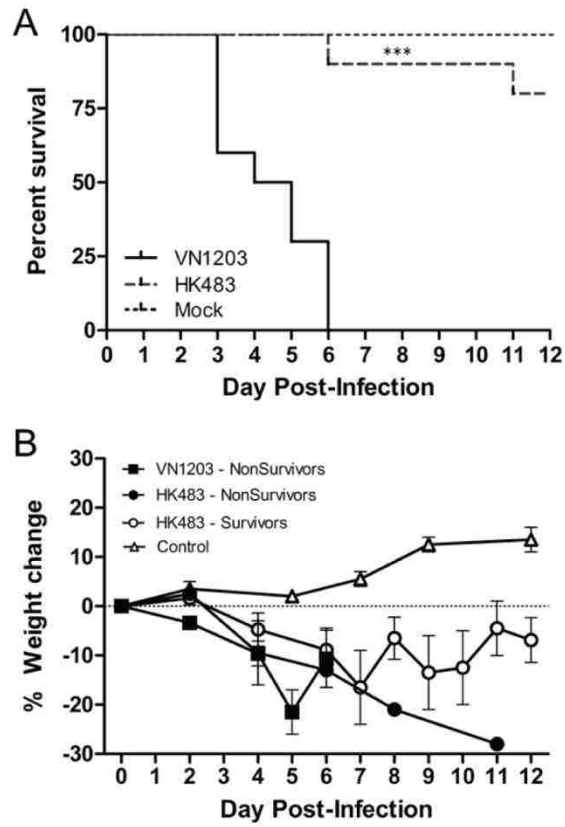 A
100
75
50
25
0
Percent survival
***
VN1203
HK483
Mock
0 1 2 3 4 5 6 7 8 9 10 11 12
Day Post-Infection
B
30
20
10
0
-10
-20
-30
% Weight change
VN1203 - NonSurvivors
HK483 - NonSurvivors
HK483 - Survivors
Control
0 1 2 3 4 5 6 7 8 9 10 11 12
Day Post-Infection